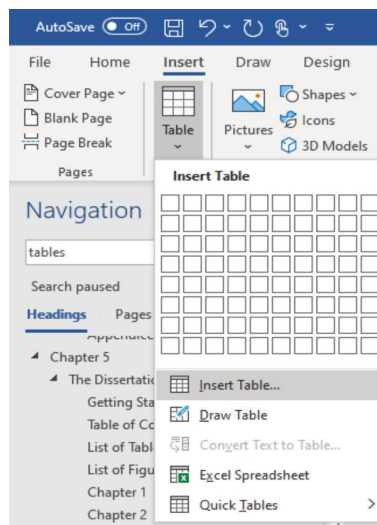 AutoSave Off
File Home Insert Draw Design
Cover Page
Blank Page
Page Break
Pages
Table
Pictures
Shapes
Icons
3D Models
Insert Table
Navigation
tables
Search paused
Headings Pages
Chapter 5
The Dissertatio
Getting Sta
Table of Co
List of Tabl
List of Figu
Chapter 1
Chapter 2
Insert Table...
Draw Table
Convert Text to Table...
Excel Spreadsheet
Quick Tables